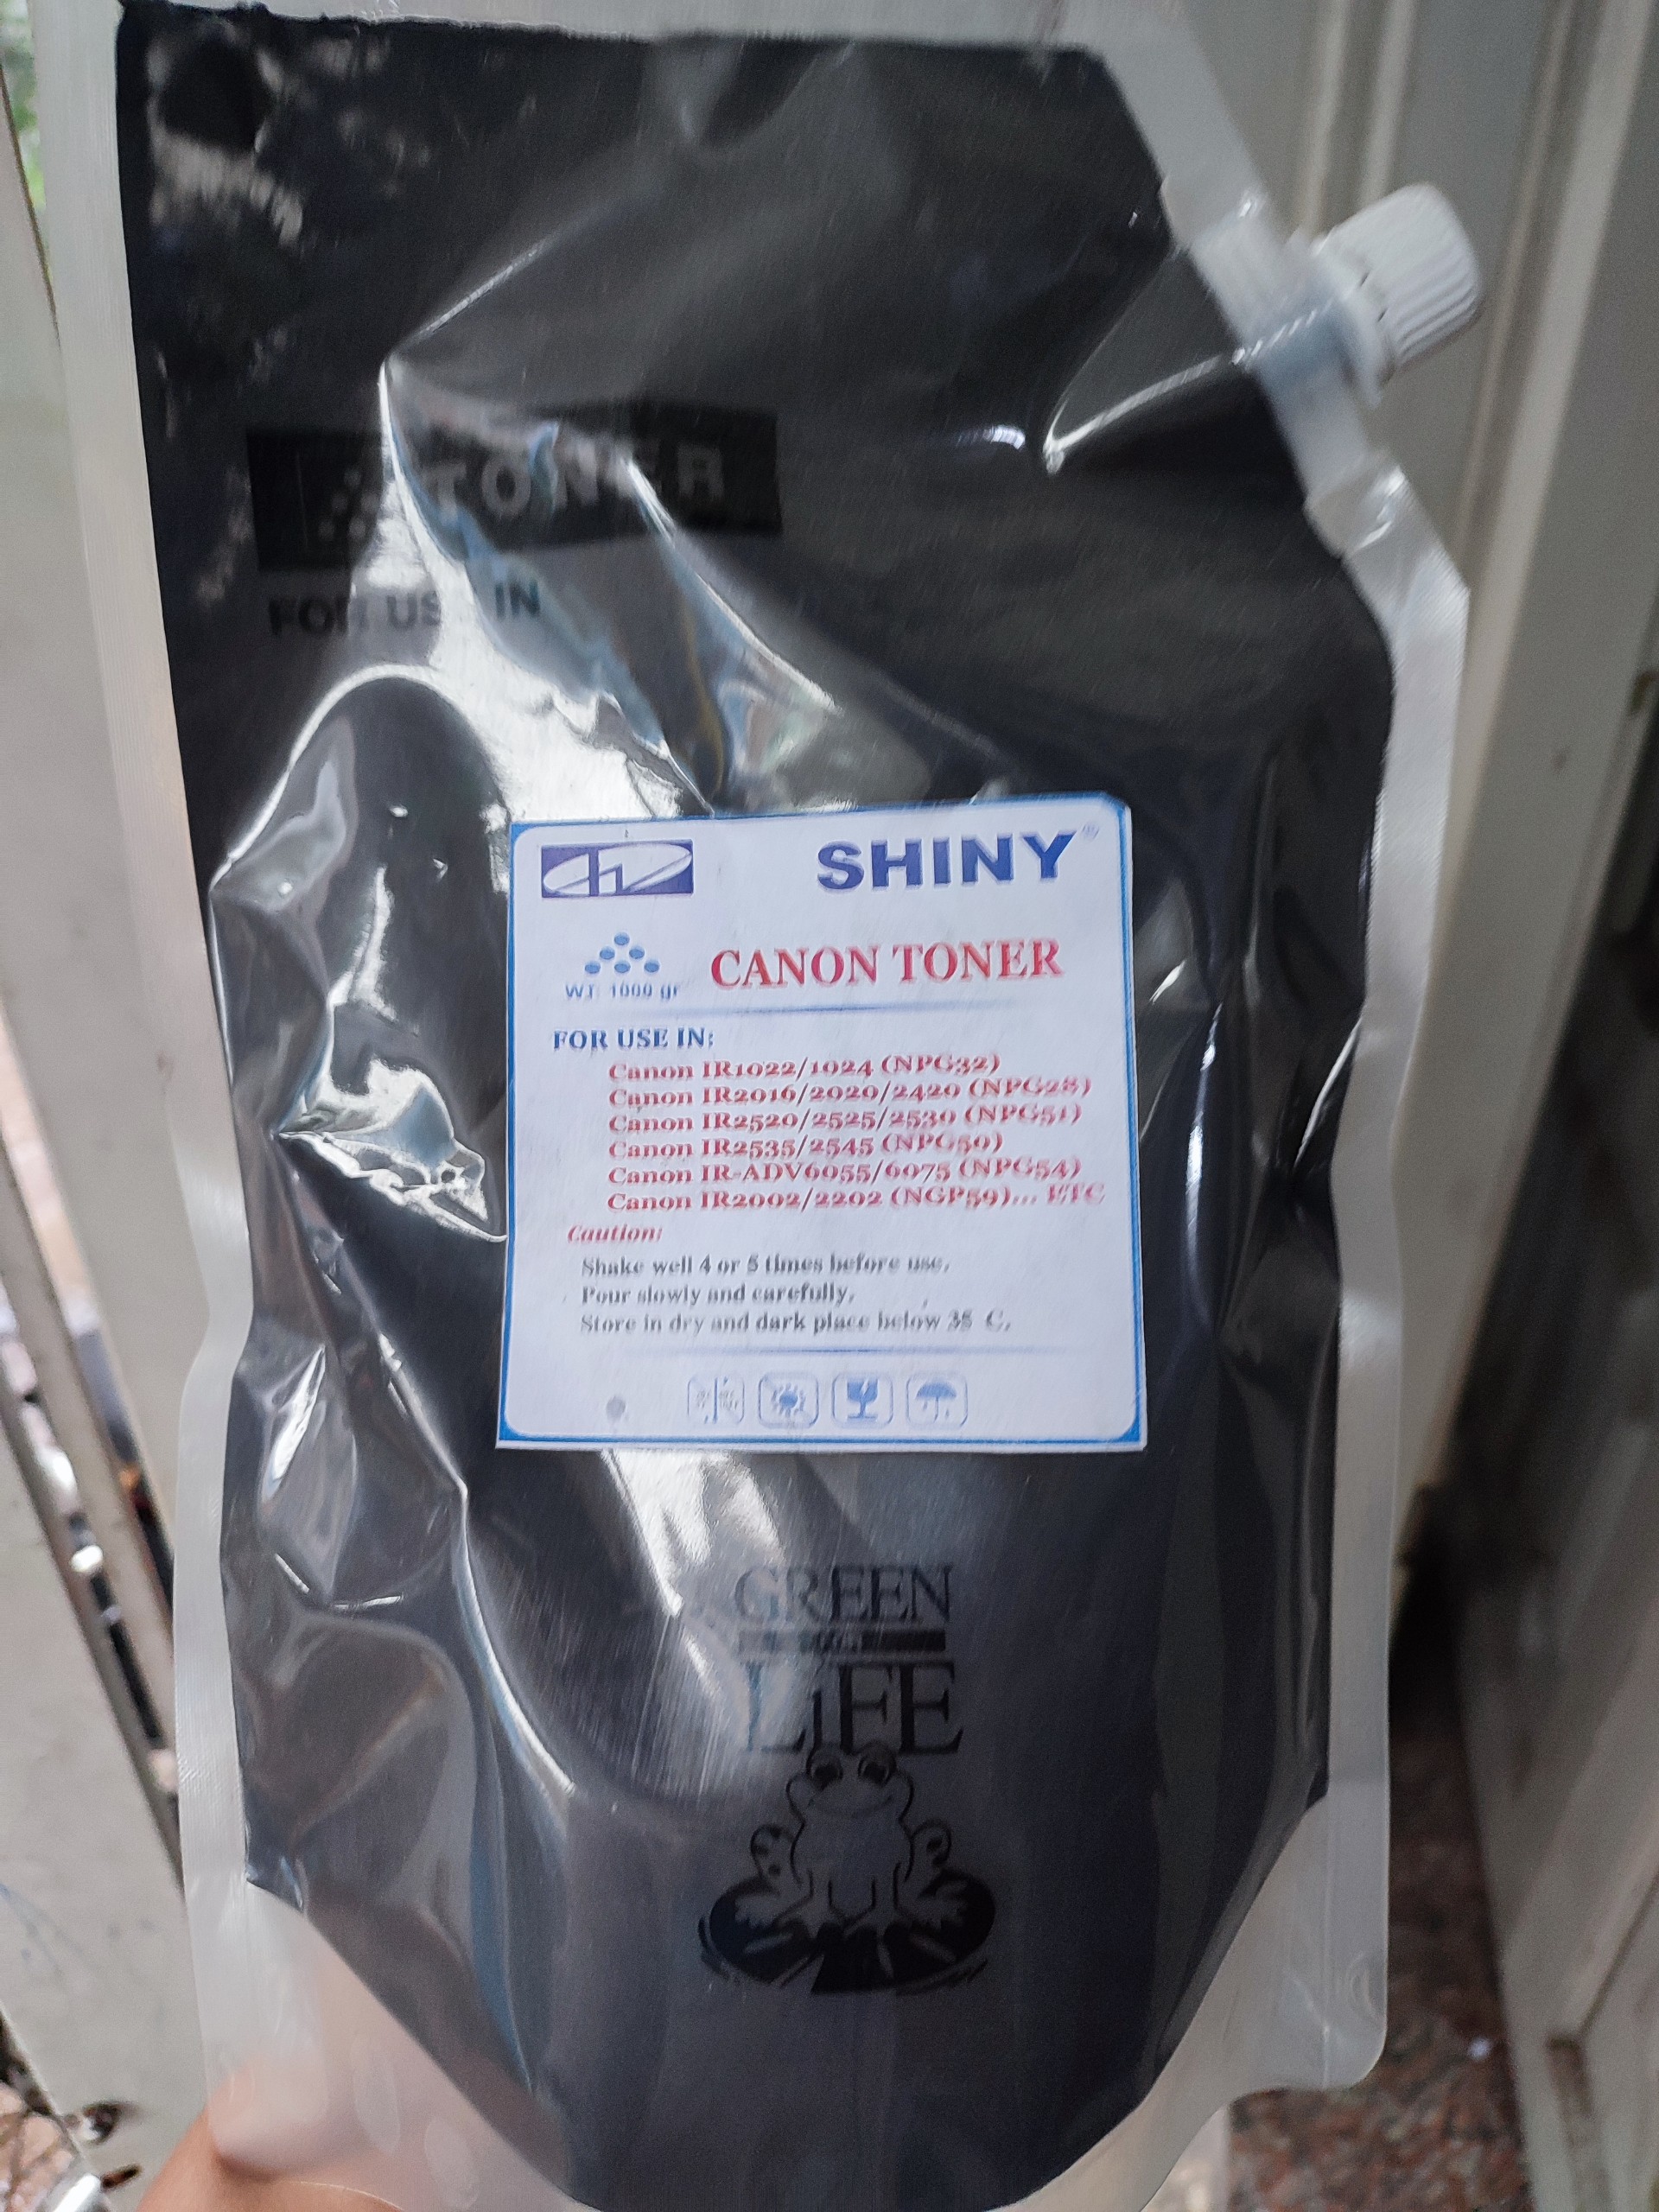 TONER
FOR USE IN
SHINY®
WT: 1000 gr
CANON TONER
FOR USE IN:
Canon IR1022/1024 (NPG32)
Canon IR2016/2020/2420 (NPG28)
Canon IR2520/2525/2530 (NPG51)
Canon IR2535/2545 (NPG50)
Canon IR-ADV6055/6075 (NPG54)
Canon IR2002/2202 (NGP59)... ETC
Caution:
Shake well 4 or 5 times before use.
Pour slowly and carefully.
Store in dry and dark place below 35 C.
GREEN
LiFE